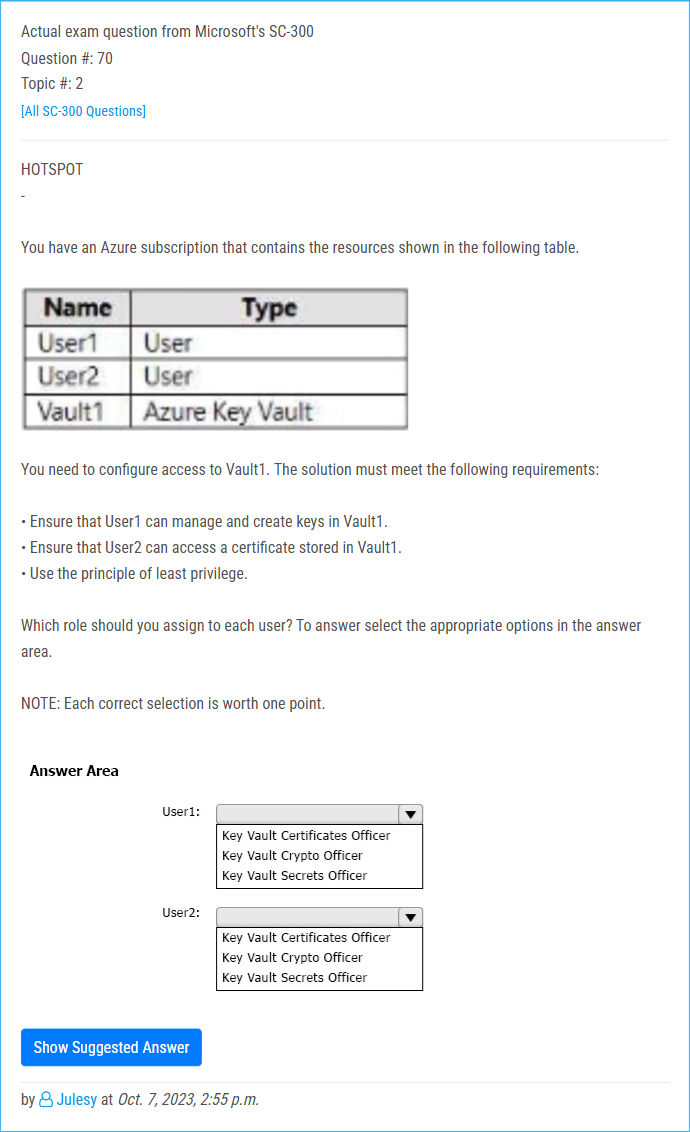 Actual exam question from Microsoft's SC-300
Question #: 70
Topic #: 2
[All SC-300 Questions]
HOTSPOT
-
You have an Azure subscription that contains the resources shown in the following table.
Name Type
User1 User
User2 User
Vault1 Azure Key Vault
You need to configure access to Vault1. The solution must meet the following requirements:
• Ensure that User1 can manage and create keys in Vault1.
• Ensure that User2 can access a certificate stored in Vault1.
• Use the principle of least privilege.
Which role should you assign to each user? To answer select the appropriate options in the answer
area.
NOTE: Each correct selection is worth one point.
Answer Area
User1:
Key Vault Certificates Officer
Key Vault Crypto Officer
Key Vault Secrets Officer
User2:
Key Vault Certificates Officer
Key Vault Crypto Officer
Key Vault Secrets Officer
Show Suggested Answer
by Julesy at Oct. 7, 2023, 2:55 p.m.